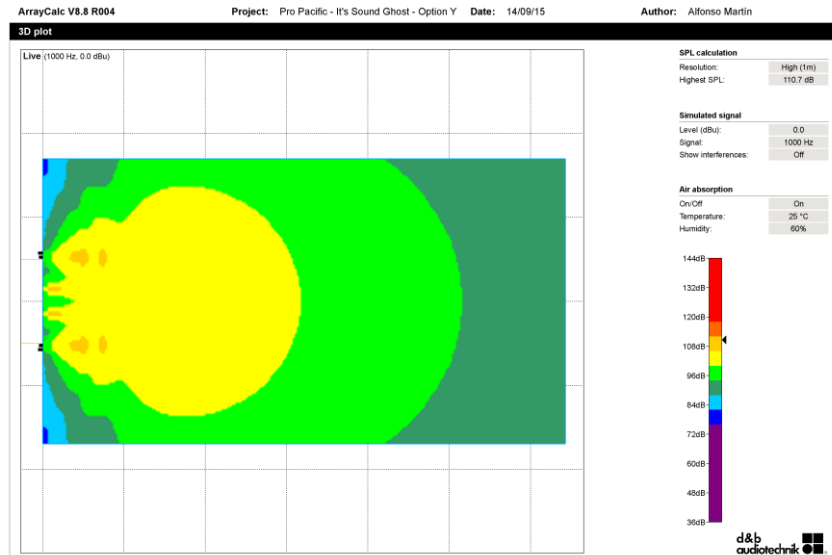 ArrayCalc V8.8 R004 Project: Pro Pacific - It's Sound Ghost - Option Y Date: 14/09/15 Author: Alfonso Martín
3D plot
Live (1000 Hz, 0.0 dBu)
SPL calculation
Resolution: High (1m)
Highest SPL: 110.7 dB
Simulated signal
Level (dBu): 0.0
Signal: 1000 Hz
Show interferences: Off
Air absorption
On/Off On
Temperature: 25 °C
Humidity: 60%
144dB
132dB
120dB
108dB
96dB
84dB
72dB
60dB
48dB
36dB
d&b
audiotechnik